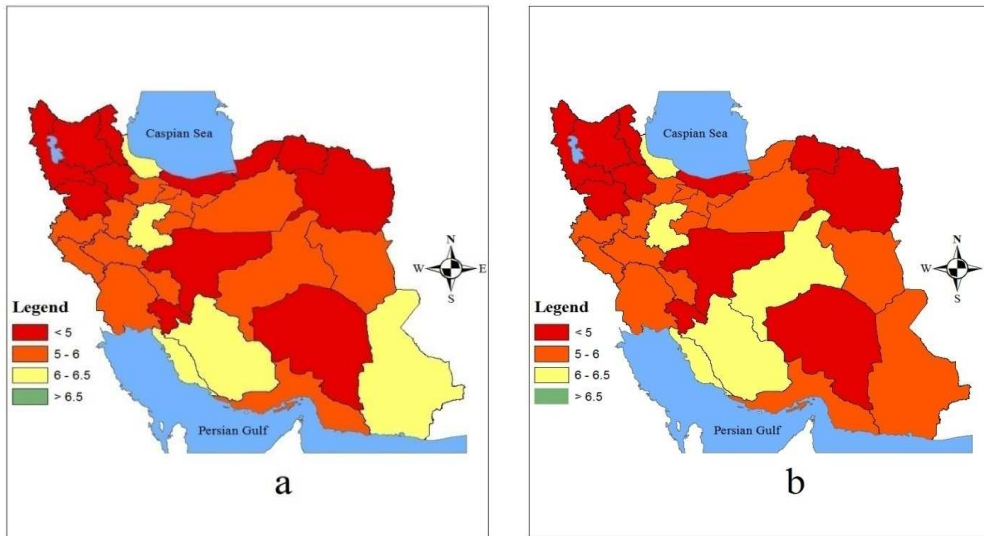 Caspian Sea
N
W E
S
Legend
< 5
5 - 6
6 - 6.5
> 6.5
Persian Gulf
a
Caspian Sea
N
W E
S
Legend
< 5
5 - 6
6 - 6.5
> 6.5
Persian Gulf
b